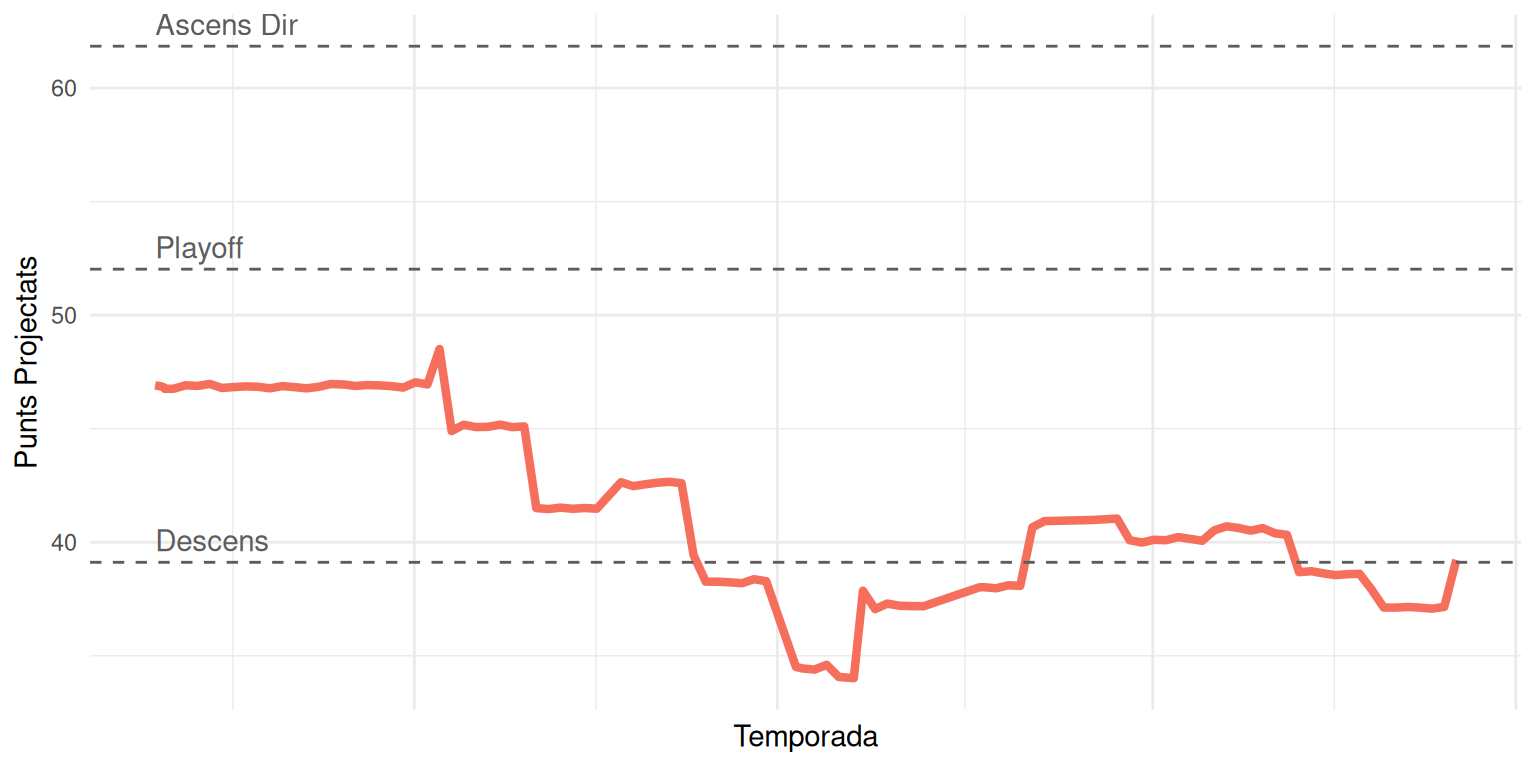 Ascens Dir
60
Playoff
50
Punts Projectats
Descens
40
Temporada